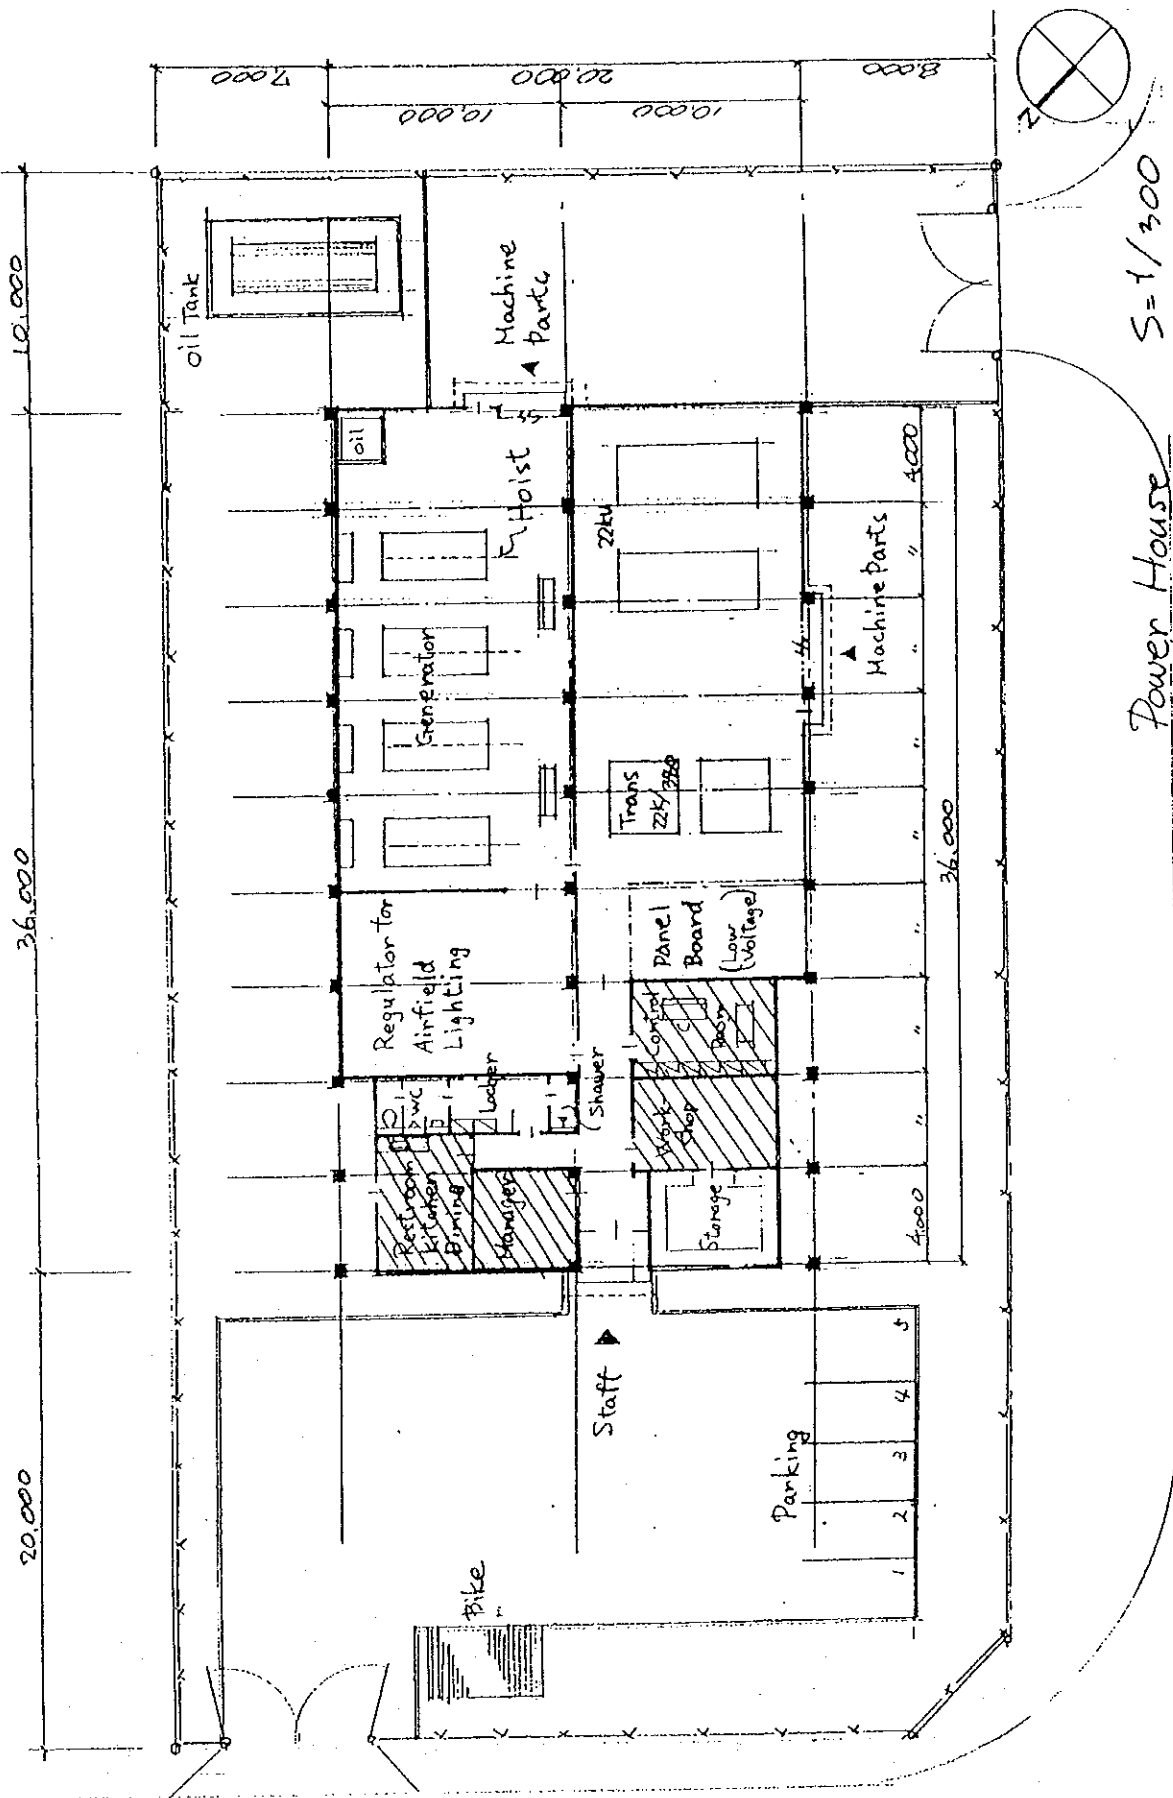 20,000
36,000
10,000
7,000
20,000
8,000
10,000
10,000
N
oil Tank
Machine
Parts
oil
Hoist
Generator
22kV
Machine Parts
Trans
Regulator for
Airfield
Lighting
Panel
Board
(Low
Voltage)
Control
Room
Locker
WC
(Shower
Work-
Shop
Restroom
Kitchen
Dining
Manager
Storage
4,000
"
"
"
"
"
"
"
4,000
36,000
Staff
Parking
1
2
3
4
5
Bike
Power House
S=1/300